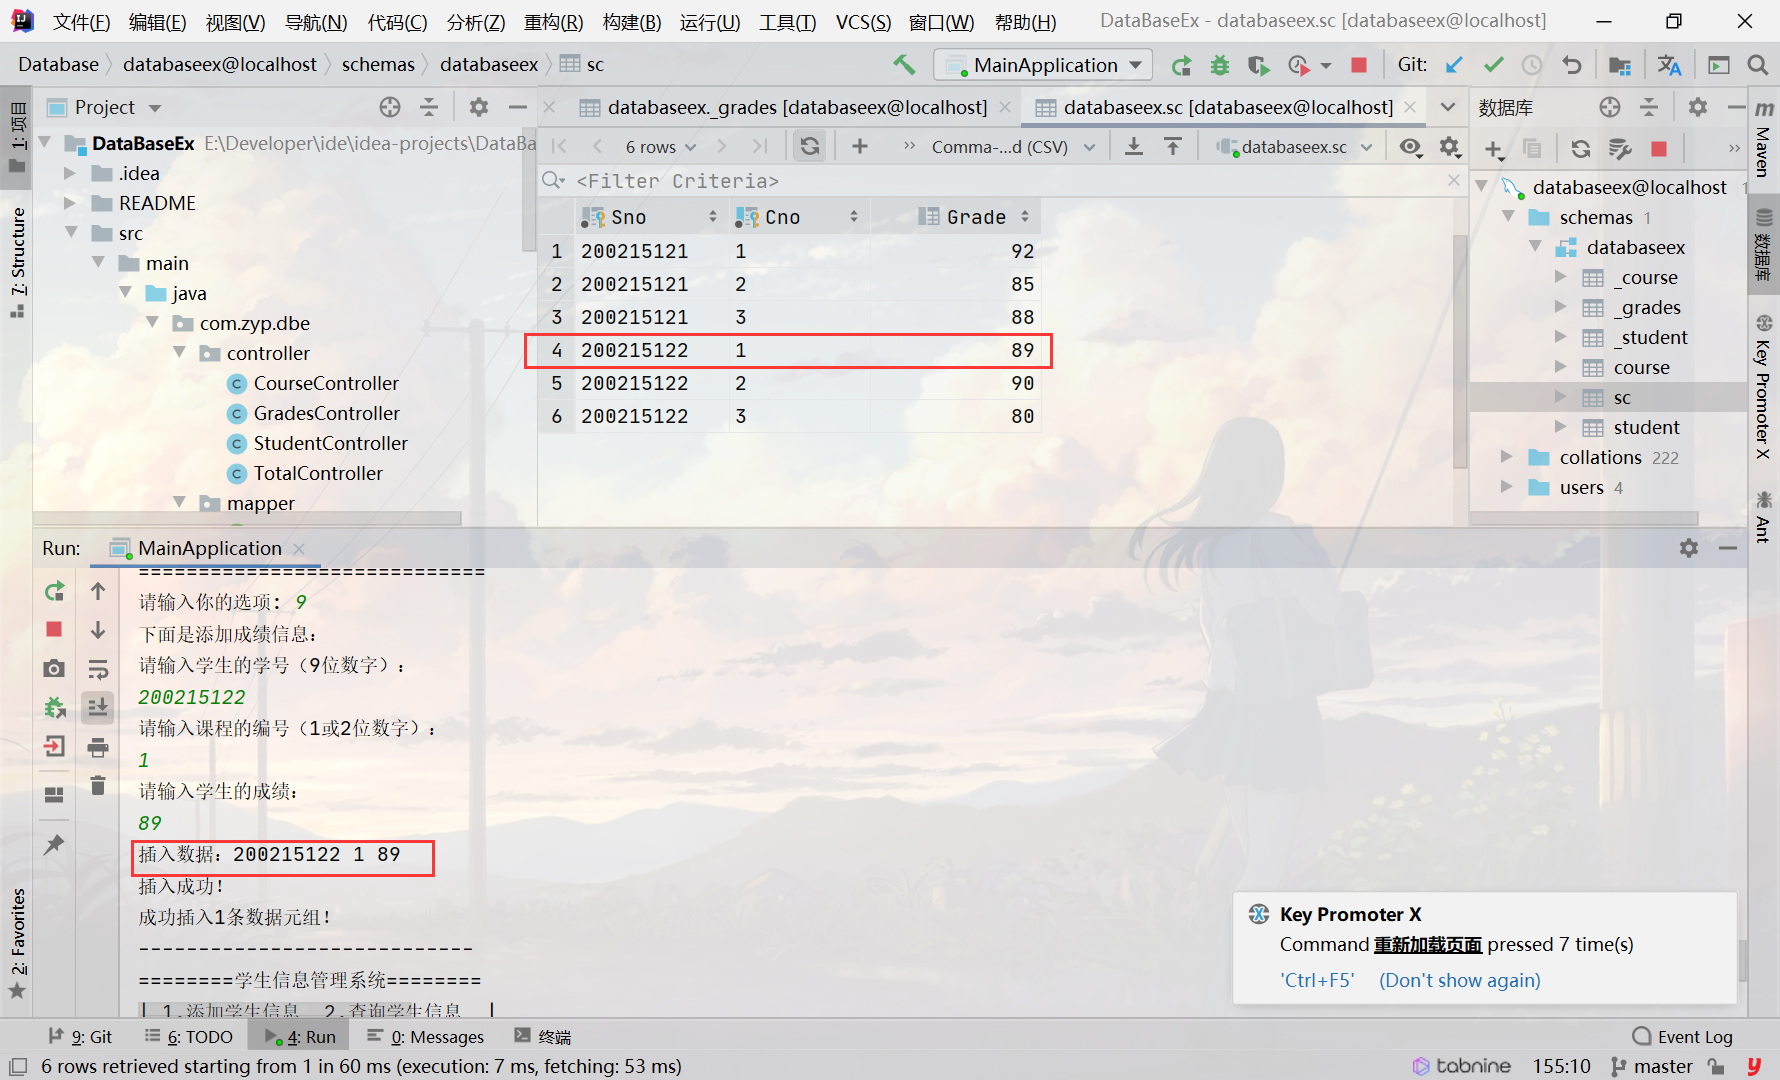 文件(F) 编辑(E) 视图(V) 导航(N) 代码(C) 分析(Z) 重构(R) 构建(B) 运行(U) 工具(T) VCS(S) 窗口(W) 帮助(H) DataBaseEx - databaseex.sc [databaseex@localhost]
Database databaseex@localhost schemas databaseex sc MainApplication Git:
1: 项目
7: Structure
2: Favorites
Project
DataBaseEx E:\Developer\ide\idea-projects\DataBa
.idea
README
src
main
java
com.zyp.dbe
controller
CourseController
GradesController
StudentController
TotalController
mapper
databaseex._grades [databaseex@localhost] databaseex.sc [databaseex@localhost]
6 rows Comma-...d (CSV) databaseex.sc
<Filter Criteria>
Sno Cno Grade
1 200215121 1 92
2 200215121 2 85
3 200215121 3 88
4 200215122 1 89
5 200215122 2 90
6 200215122 3 80
数据库
databaseex@localhost 1
schemas 1
databaseex
_course
_grades
_student
course
sc
student
collations 222
users 4
m Maven
数据库
Key Promoter X
Ant
Run: MainApplication
=============================
请输入你的选项: 9
下面是添加成绩信息:
请输入学生的学号（9位数字）:
200215122
请输入课程的编号（1或2位数字）:
1
请输入学生的成绩:
89
插入数据: 200215122 1 89
插入成功!
成功插入1条数据元组!
----------------------------
========学生信息管理系统========
| 1.添加学生信息 2.查询学生信息 |
Key Promoter X
Command 重新加载页面 pressed 7 time(s)
'Ctrl+F5' (Don't show again)
9: Git 6: TODO 4: Run 0: Messages 终端 Event Log
6 rows retrieved starting from 1 in 60 ms (execution: 7 ms, fetching: 53 ms) tabnine 155:10 master